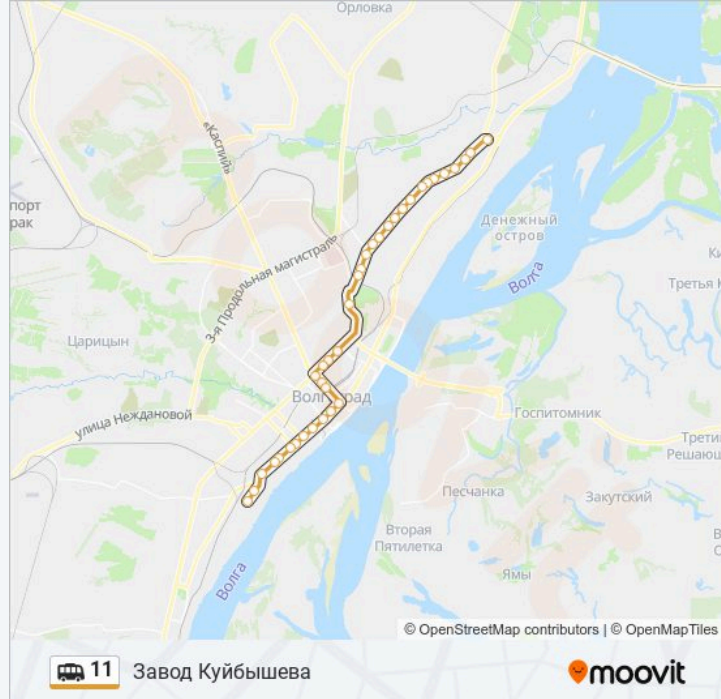 Орловка
«Каспий»
порт
рак
Денежный
остров
Волга
Ки
Третья К
3-я Продольная магистраль
Царицын
Волгоград
улица Неждановой
Госпитомник
Трети
Решающ
Песчанка
Закутский
Вторая
Пятилетка
В
О
Ямы
Волга
© OpenStreetMap contributors | © OpenMapTiles
11 Завод Куйбышева
moovit